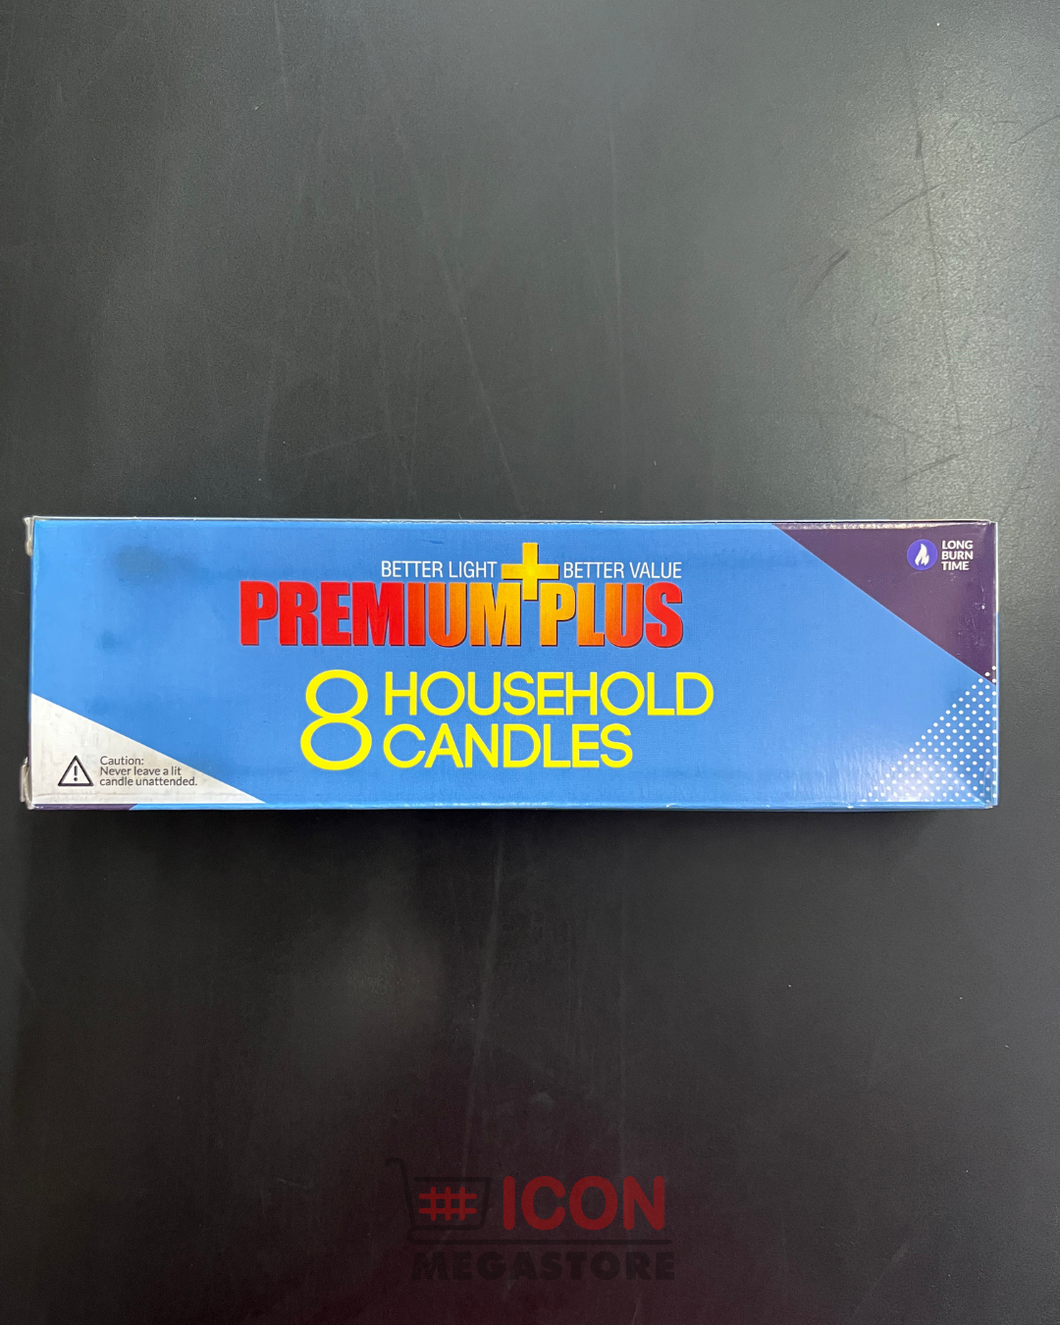 BETTER LIGHT + BETTER VALUE
PREMIUM PLUS
8 HOUSEHOLD
CANDLES
LONG
BURN
TIME
Caution:
Never leave a lit
candle unattended.
ICON
MEGASTORE